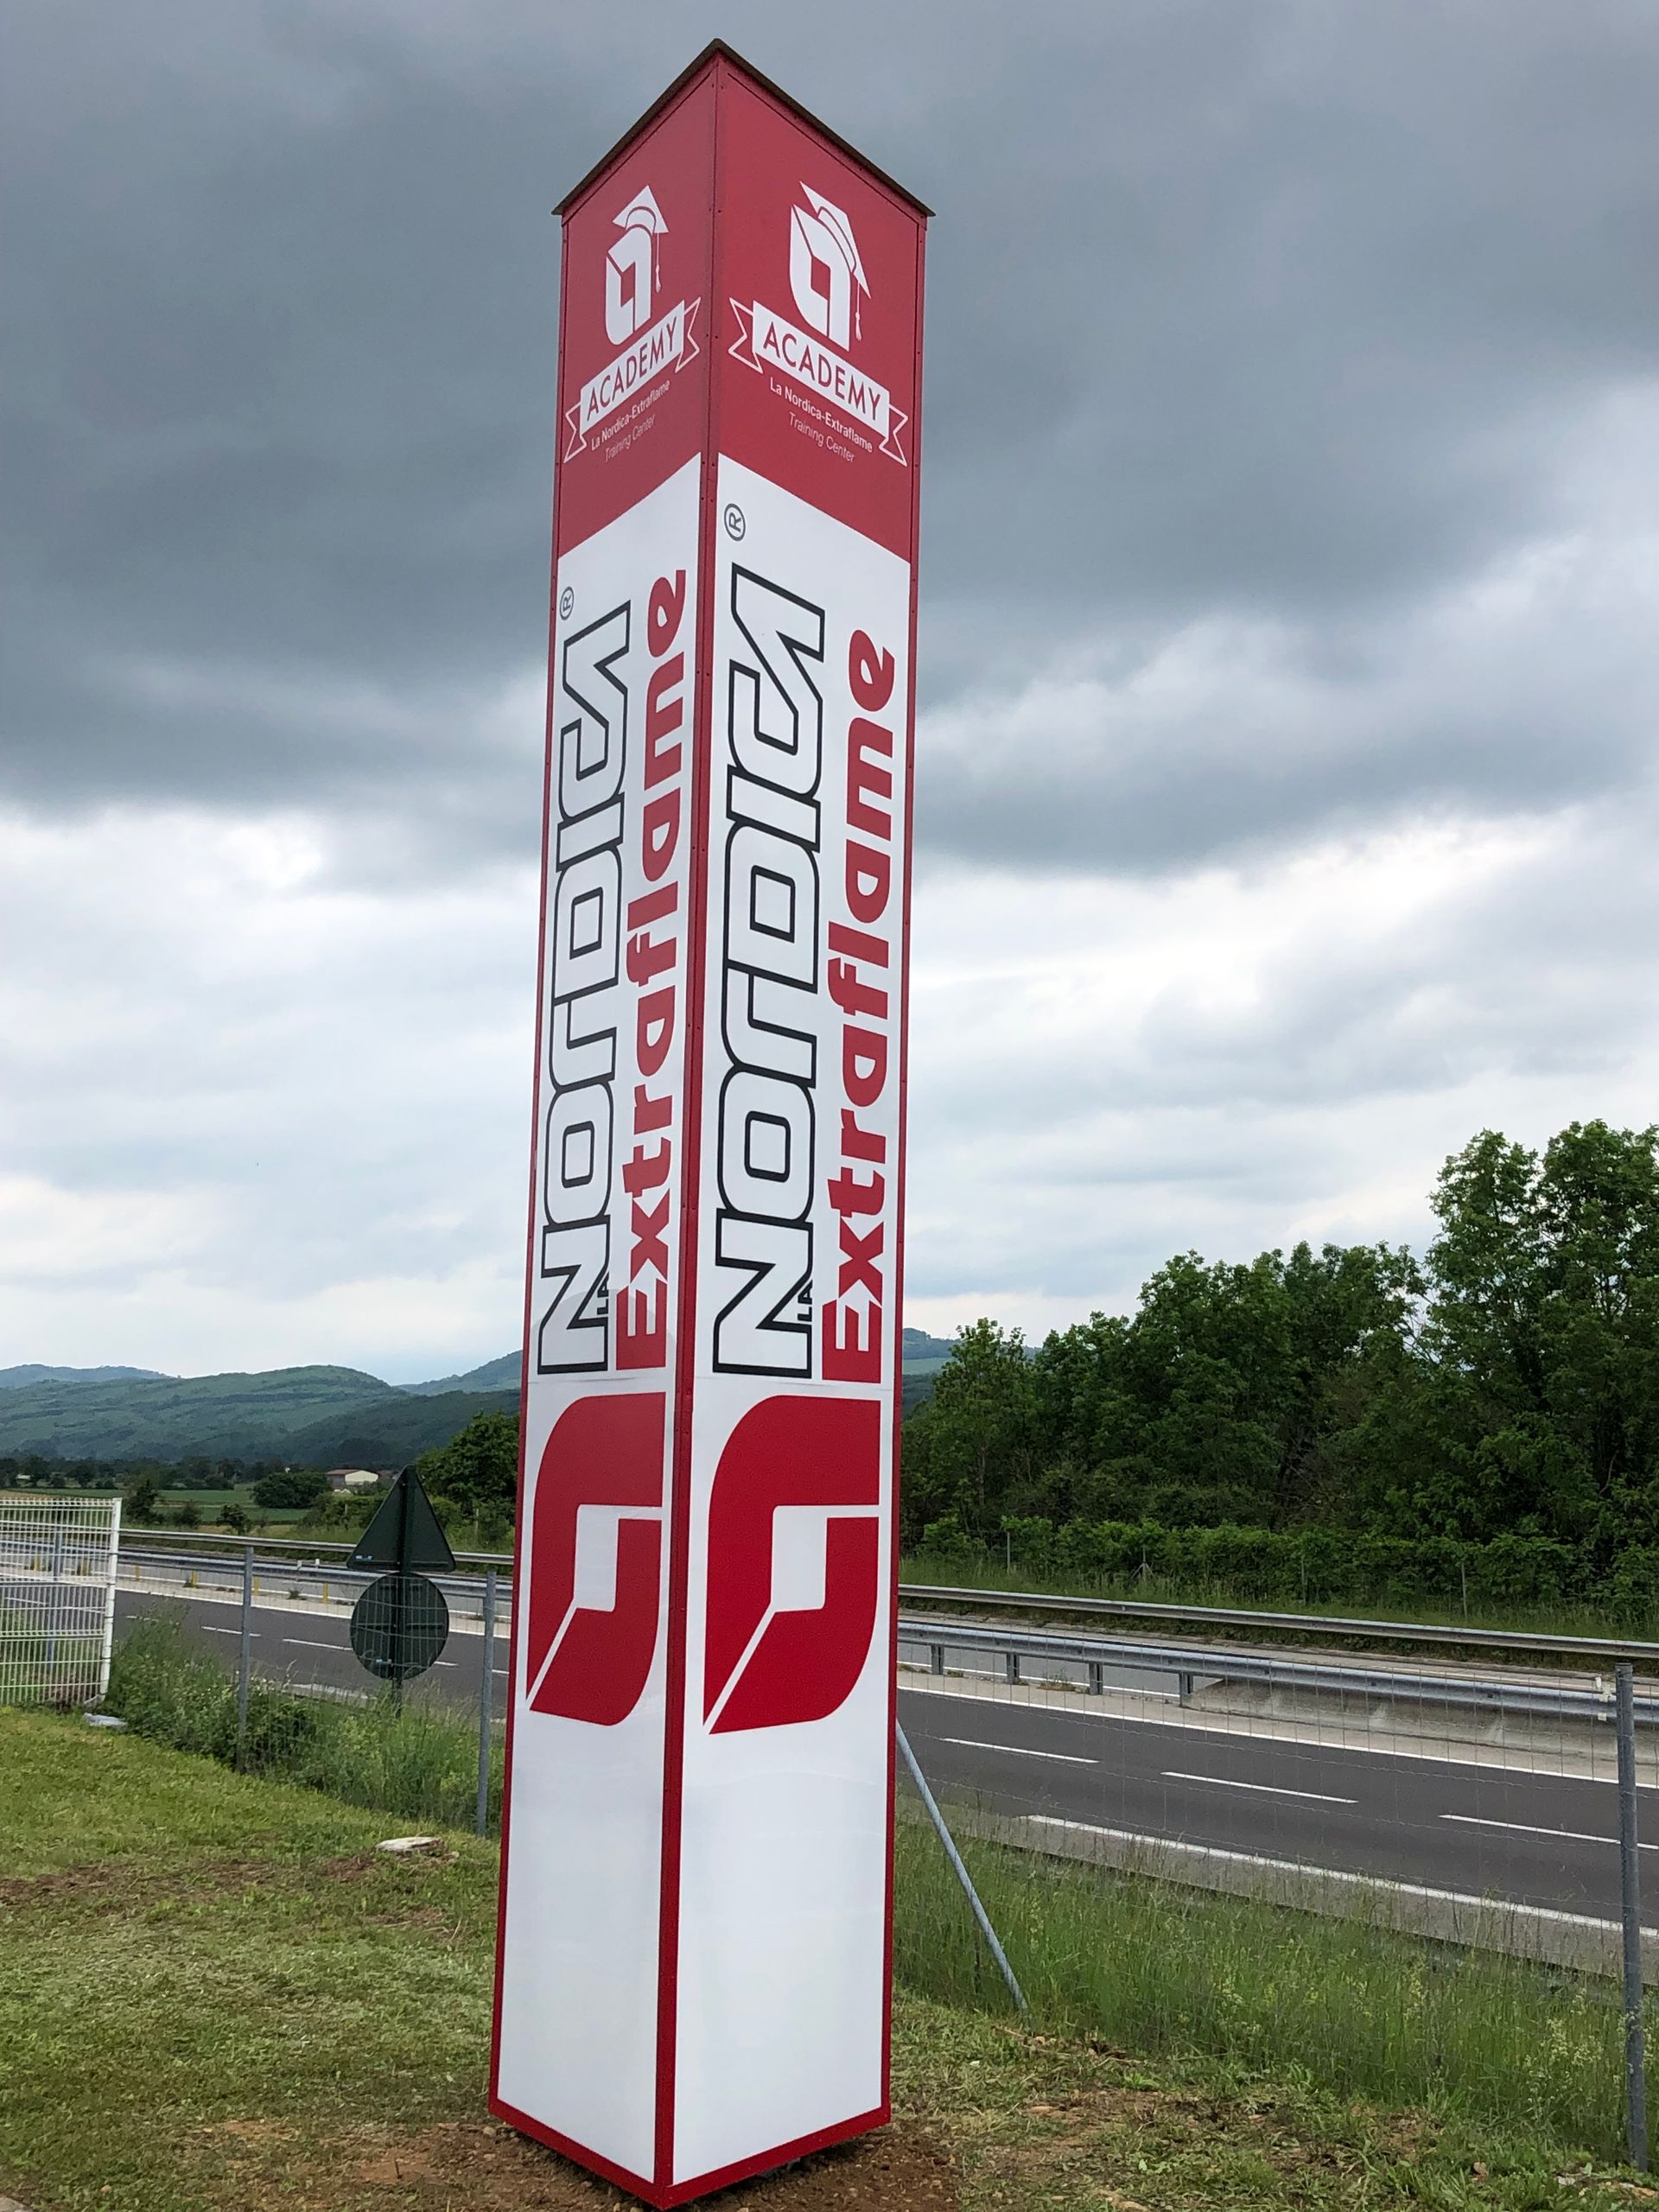 ACADEMY
La Nordica-Extraflame
Training Center
LA NORDICA®
Extraflame
ACADEMY
La Nordica-Extraflame
Training Center
LA NORDICA®
Extraflame